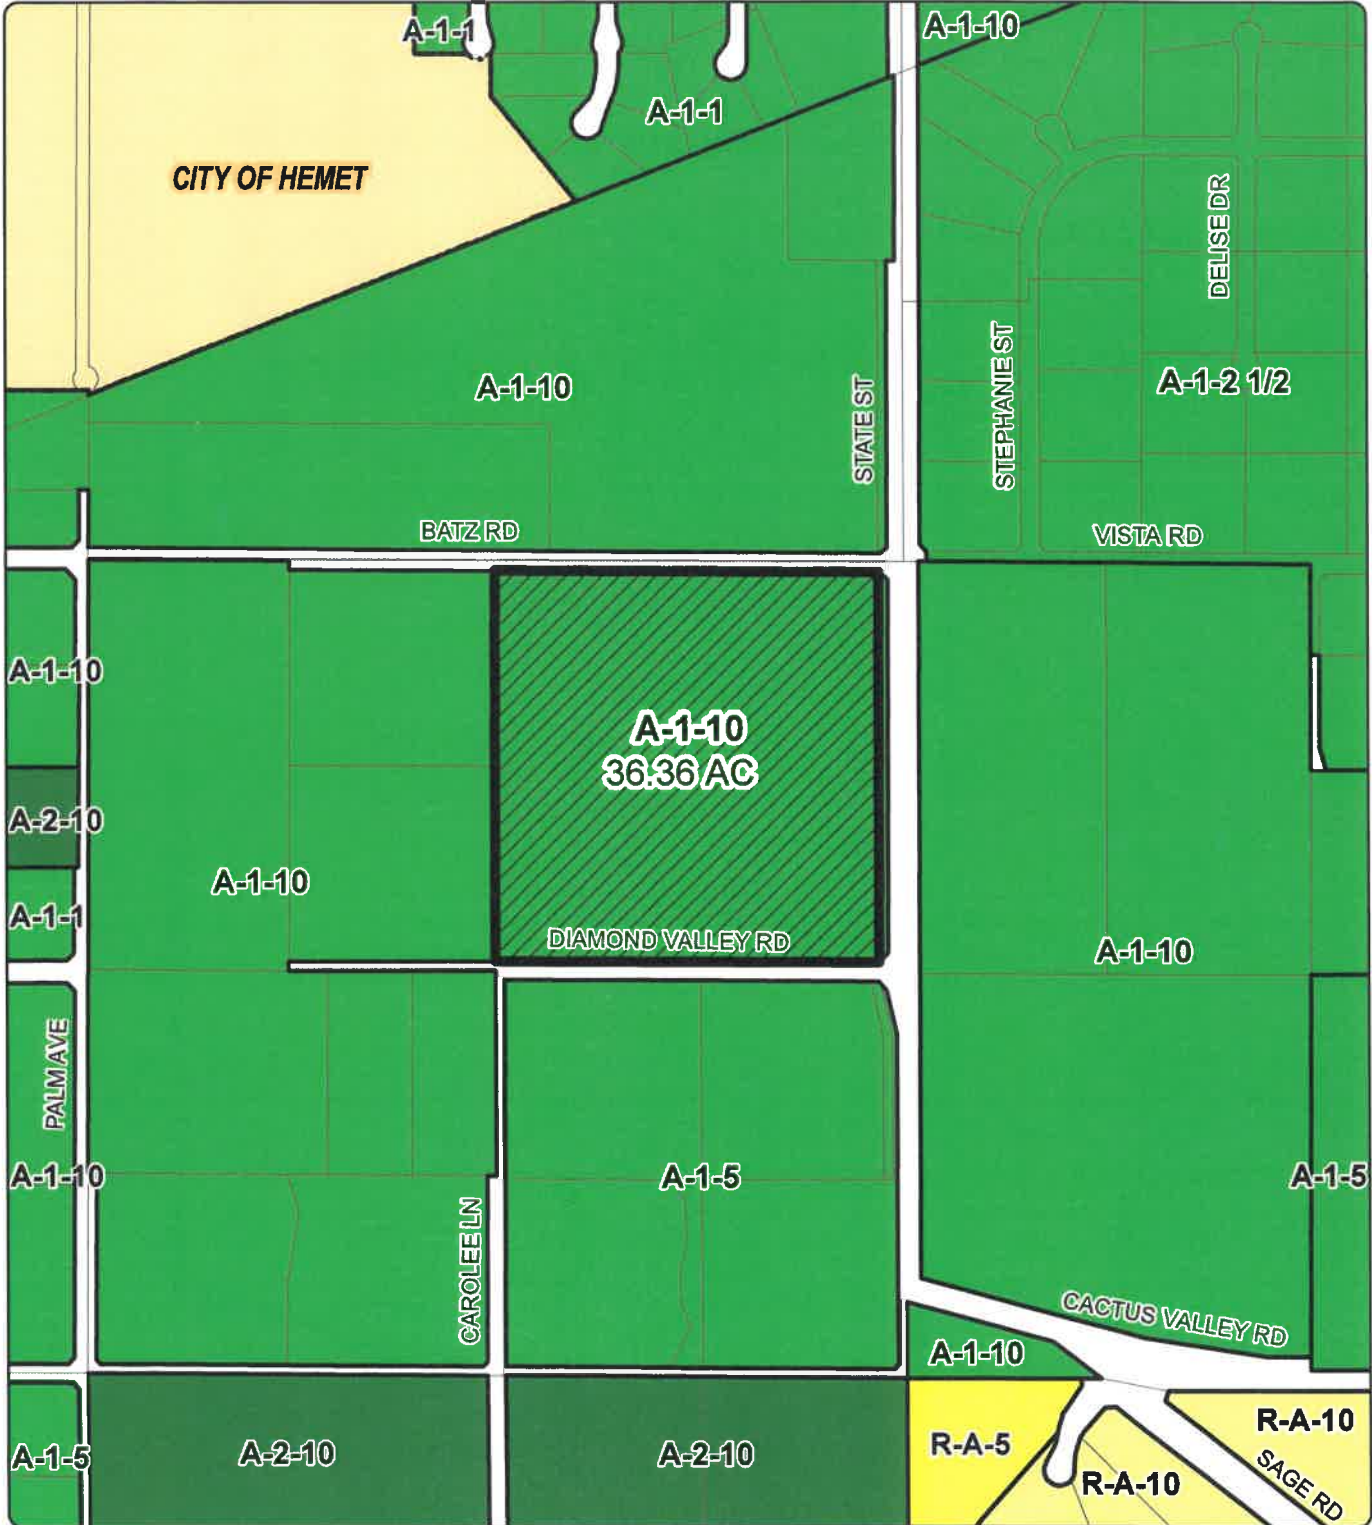 A-1-1
A-1-10
A-1-1
CITY OF HEMET
DELISE DR
STEPHANIE ST
A-1-2 1/2
A-1-10
STATE ST
BATZ RD
VISTA RD
A-1-10
A-1-10
36.36 AC
A-2-10
A-1-10
A-1-1
DIAMOND VALLEY RD
A-1-10
PALM AVE
A-1-10
A-1-5
A-1-5
CAROLEE LN
CACTUS VALLEY RD
A-1-10
A-1-5
A-2-10
A-2-10
R-A-5
R-A-10
R-A-10
SAGE RD